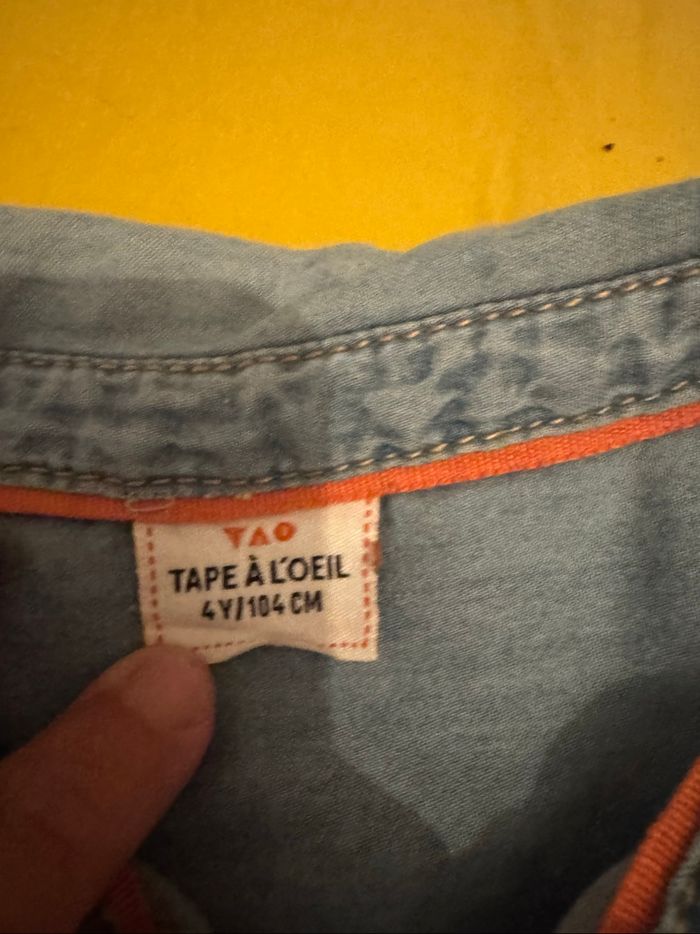 TAO
TAPE À L'OEIL
4Y/104 CM